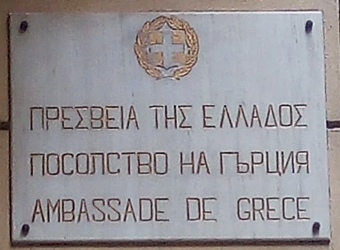 ΠΡΕΣΒΕΙΑ ΤΗΣ ΕΛΛΑΔΟΣ
ПОСОЛСТВО НА ГЪРЦИЯ
AMBASSADE DE GRECE